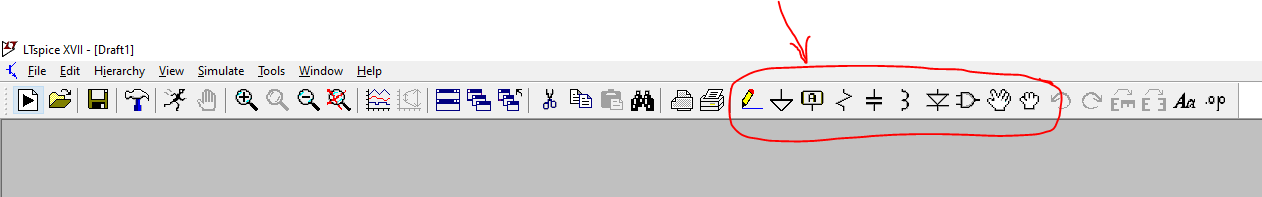 LTspice XVII - [Draft1]
File Edit Hierarchy View Simulate Tools Window Help
A Aa .op